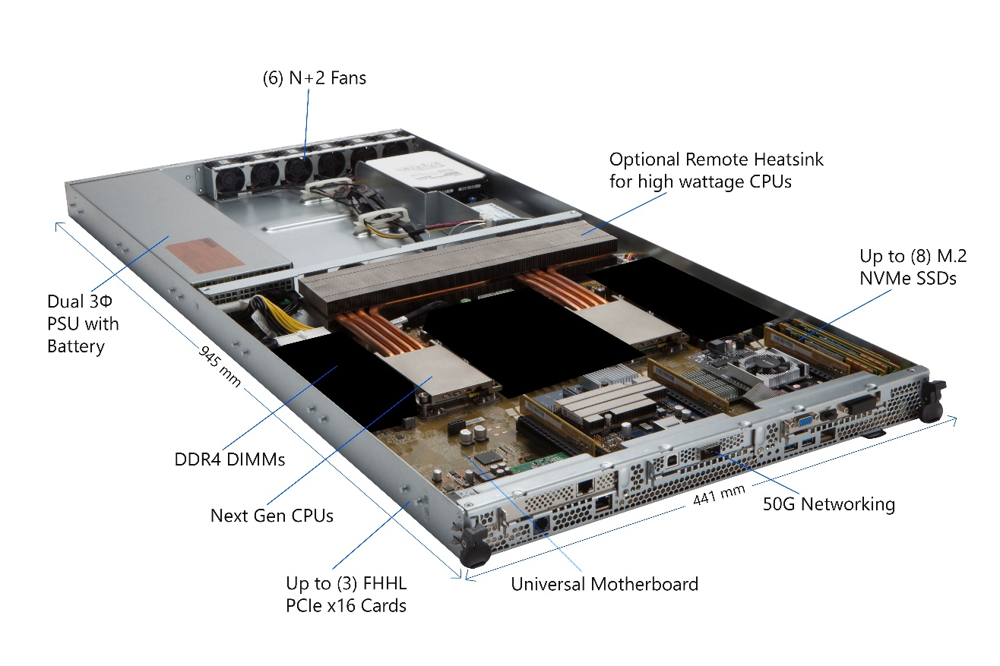 (6) N+2 Fans
Optional Remote Heatsink
for high wattage CPUs
Up to (8) M.2
NVMe SSDs
Dual 3Φ
PSU with
Battery
945 mm
DDR4 DIMMs
Next Gen CPUs
441 mm
50G Networking
Up to (3) FHHL
PCIe x16 Cards
Universal Motherboard